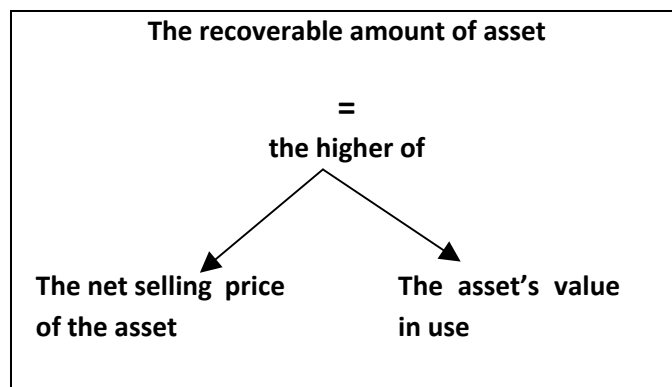 The recoverable amount of asset
=
the higher of
The net selling price
of the asset
The asset’s value
in use